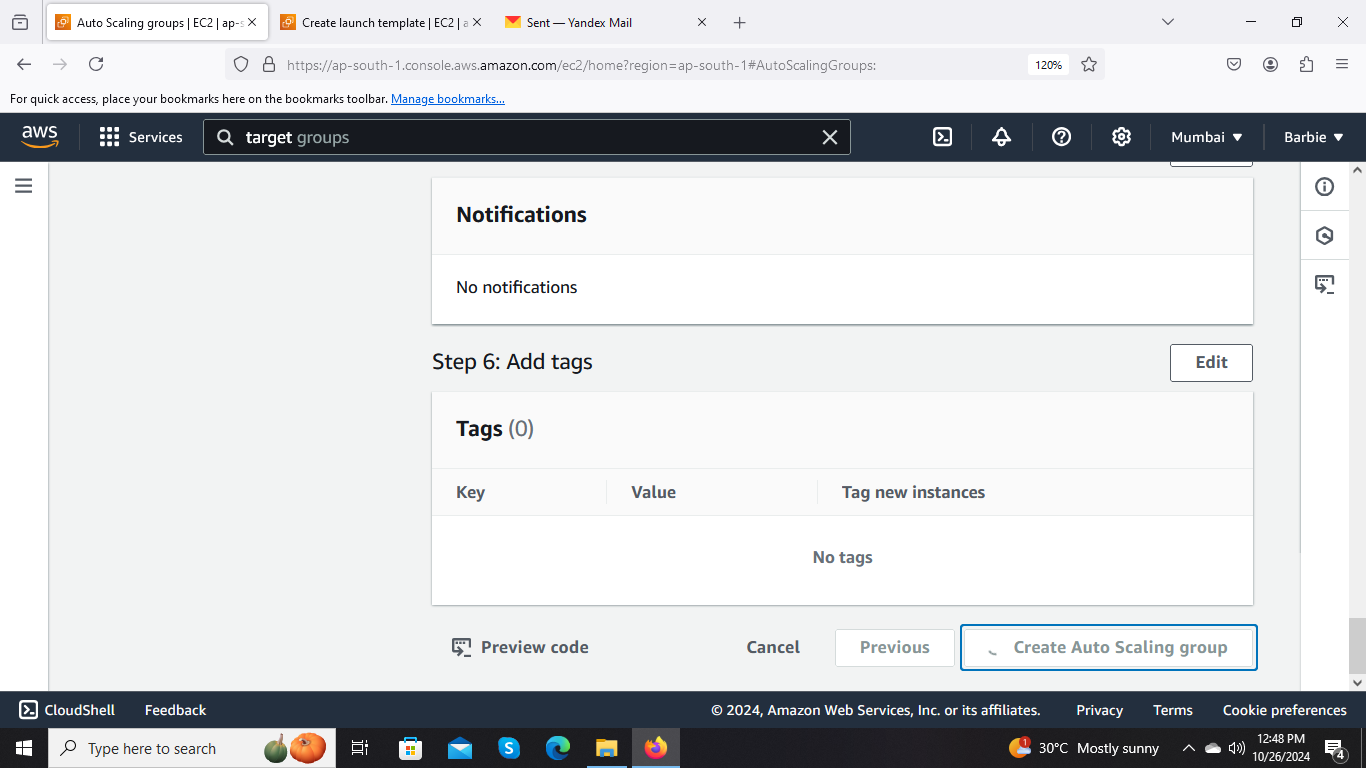 Auto Scaling groups | EC2 | ap-s
Create launch template | EC2 | a
Sent — Yandex Mail
https://ap-south-1.console.aws.amazon.com/ec2/home?region=ap-south-1#AutoScalingGroups:
120%
For quick access, place your bookmarks here on the bookmarks toolbar. Manage bookmarks...
aws
Services
target groups
Mumbai
Barbie
Notifications
No notifications
Step 6: Add tags
Edit
Tags (0)
Key Value Tag new instances
No tags
Preview code
Cancel
Previous
Create Auto Scaling group
CloudShell
Feedback
© 2024, Amazon Web Services, Inc. or its affiliates.
Privacy
Terms
Cookie preferences
Type here to search
1
30°C Mostly sunny
12:48 PM
10/26/2024
4